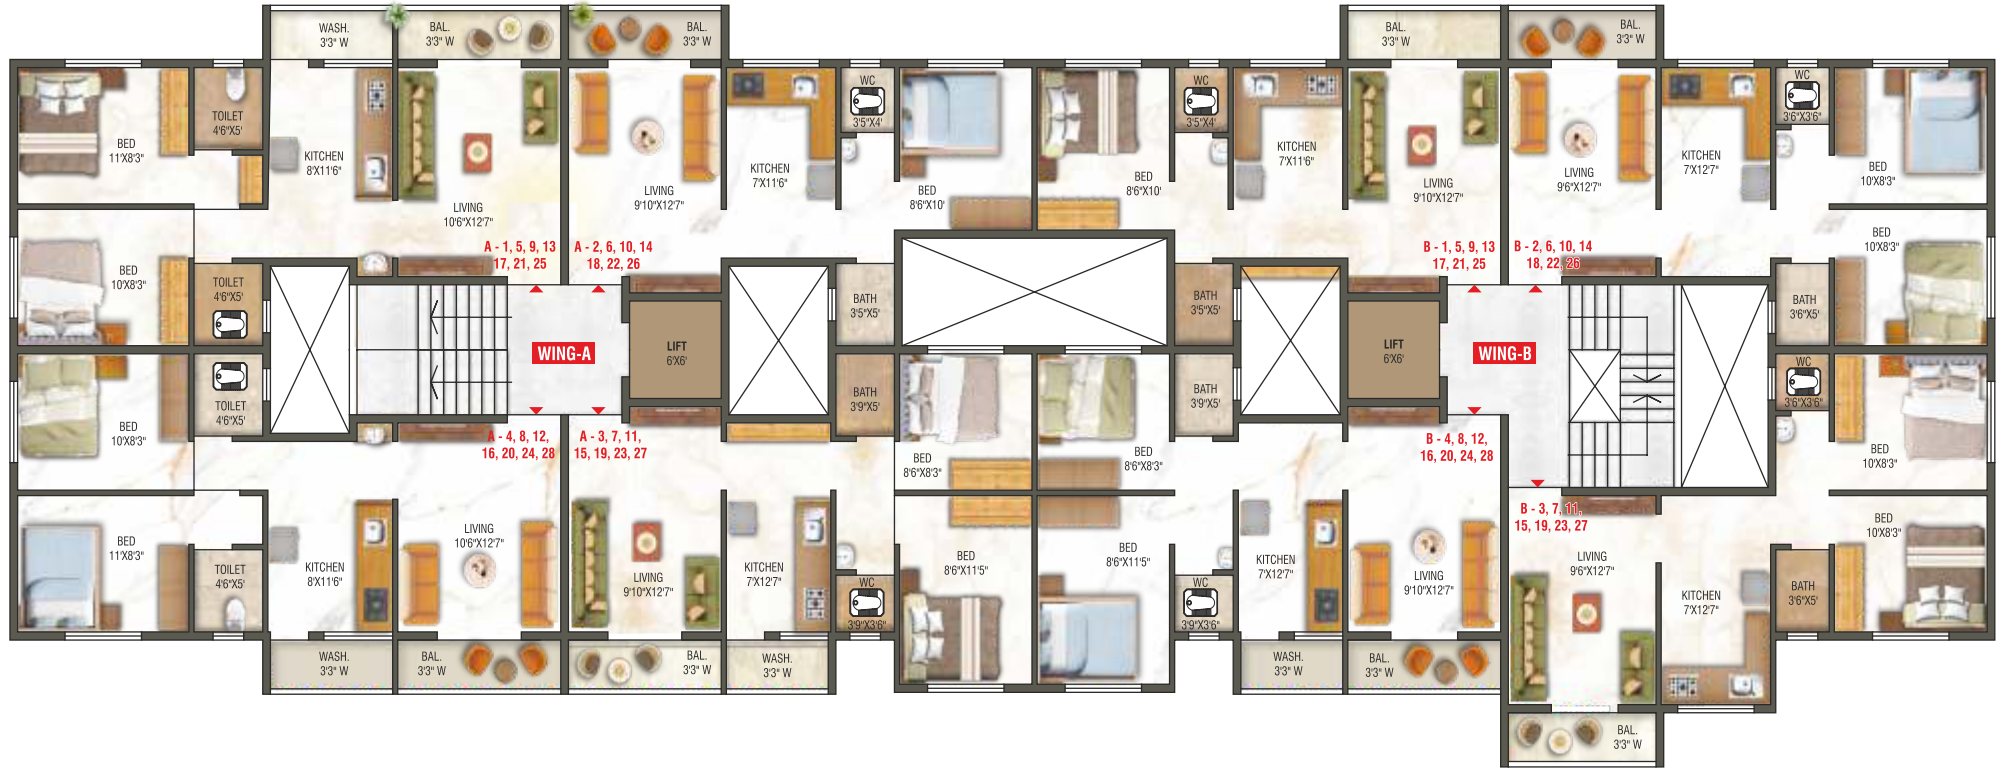 WASH.
3'3" W
BAL.
3'3" W
BAL.
3'3" W
BAL.
3'3" W
BAL.
3'3" W
BED
11'X8'3"
TOILET
4'6"X5'
KITCHEN
8'X11'6"
LIVING
10'6"X12'7"
A - 1, 5, 9, 13
17, 21, 25
LIVING
9'10"X12'7"
A - 2, 6, 10, 14
18, 22, 26
KITCHEN
7'X11'6"
WC
3'5"X4'
BED
8'6"X10'
BED
8'6"X10'
WC
3'5"X4'
KITCHEN
7'X11'6"
LIVING
9'10"X12'7"
B - 1, 5, 9, 13
17, 21, 25
LIVING
9'6"X12'7"
B - 2, 6, 10, 14
18, 22, 26
KITCHEN
7'X12'7"
WC
3'6"X3'6"
BED
10'X8'3"
BED
10'X8'3"
BED
10'X8'3"
TOILET
4'6"X5'
WING-A
LIFT
6'X6'
BATH
3'5"X5'
BATH
3'5"X5'
LIFT
6'X6'
WING-B
BATH
3'6"X5'
BED
10'X8'3"
TOILET
4'6"X5'
BATH
3'9"X5'
BATH
3'9"X5'
WC
3'6"X3'6"
A - 4, 8, 12,
16, 20, 24, 28
A - 3, 7, 11,
15, 19, 23, 27
BED
8'6"X8'3"
BED
8'6"X8'3"
B - 4, 8, 12,
16, 20, 24, 28
BED
10'X8'3"
BED
11'X8'3"
TOILET
4'6"X5'
KITCHEN
8'X11'6"
LIVING
10'6"X12'7"
LIVING
9'10"X12'7"
KITCHEN
7'X12'7"
WC
3'9"X3'6"
BED
8'6"X11'5"
BED
8'6"X11'5"
WC
3'9"X3'6"
KITCHEN
7'X12'7"
LIVING
9'10"X12'7"
B - 3, 7, 11,
15, 19, 23, 27
LIVING
9'6"X12'7"
KITCHEN
7'X12'7"
BATH
3'6"X5'
BED
10'X8'3"
WASH.
3'3" W
BAL.
3'3" W
BAL.
3'3" W
WASH.
3'3" W
WASH.
3'3" W
BAL.
3'3" W
BAL.
3'3" W